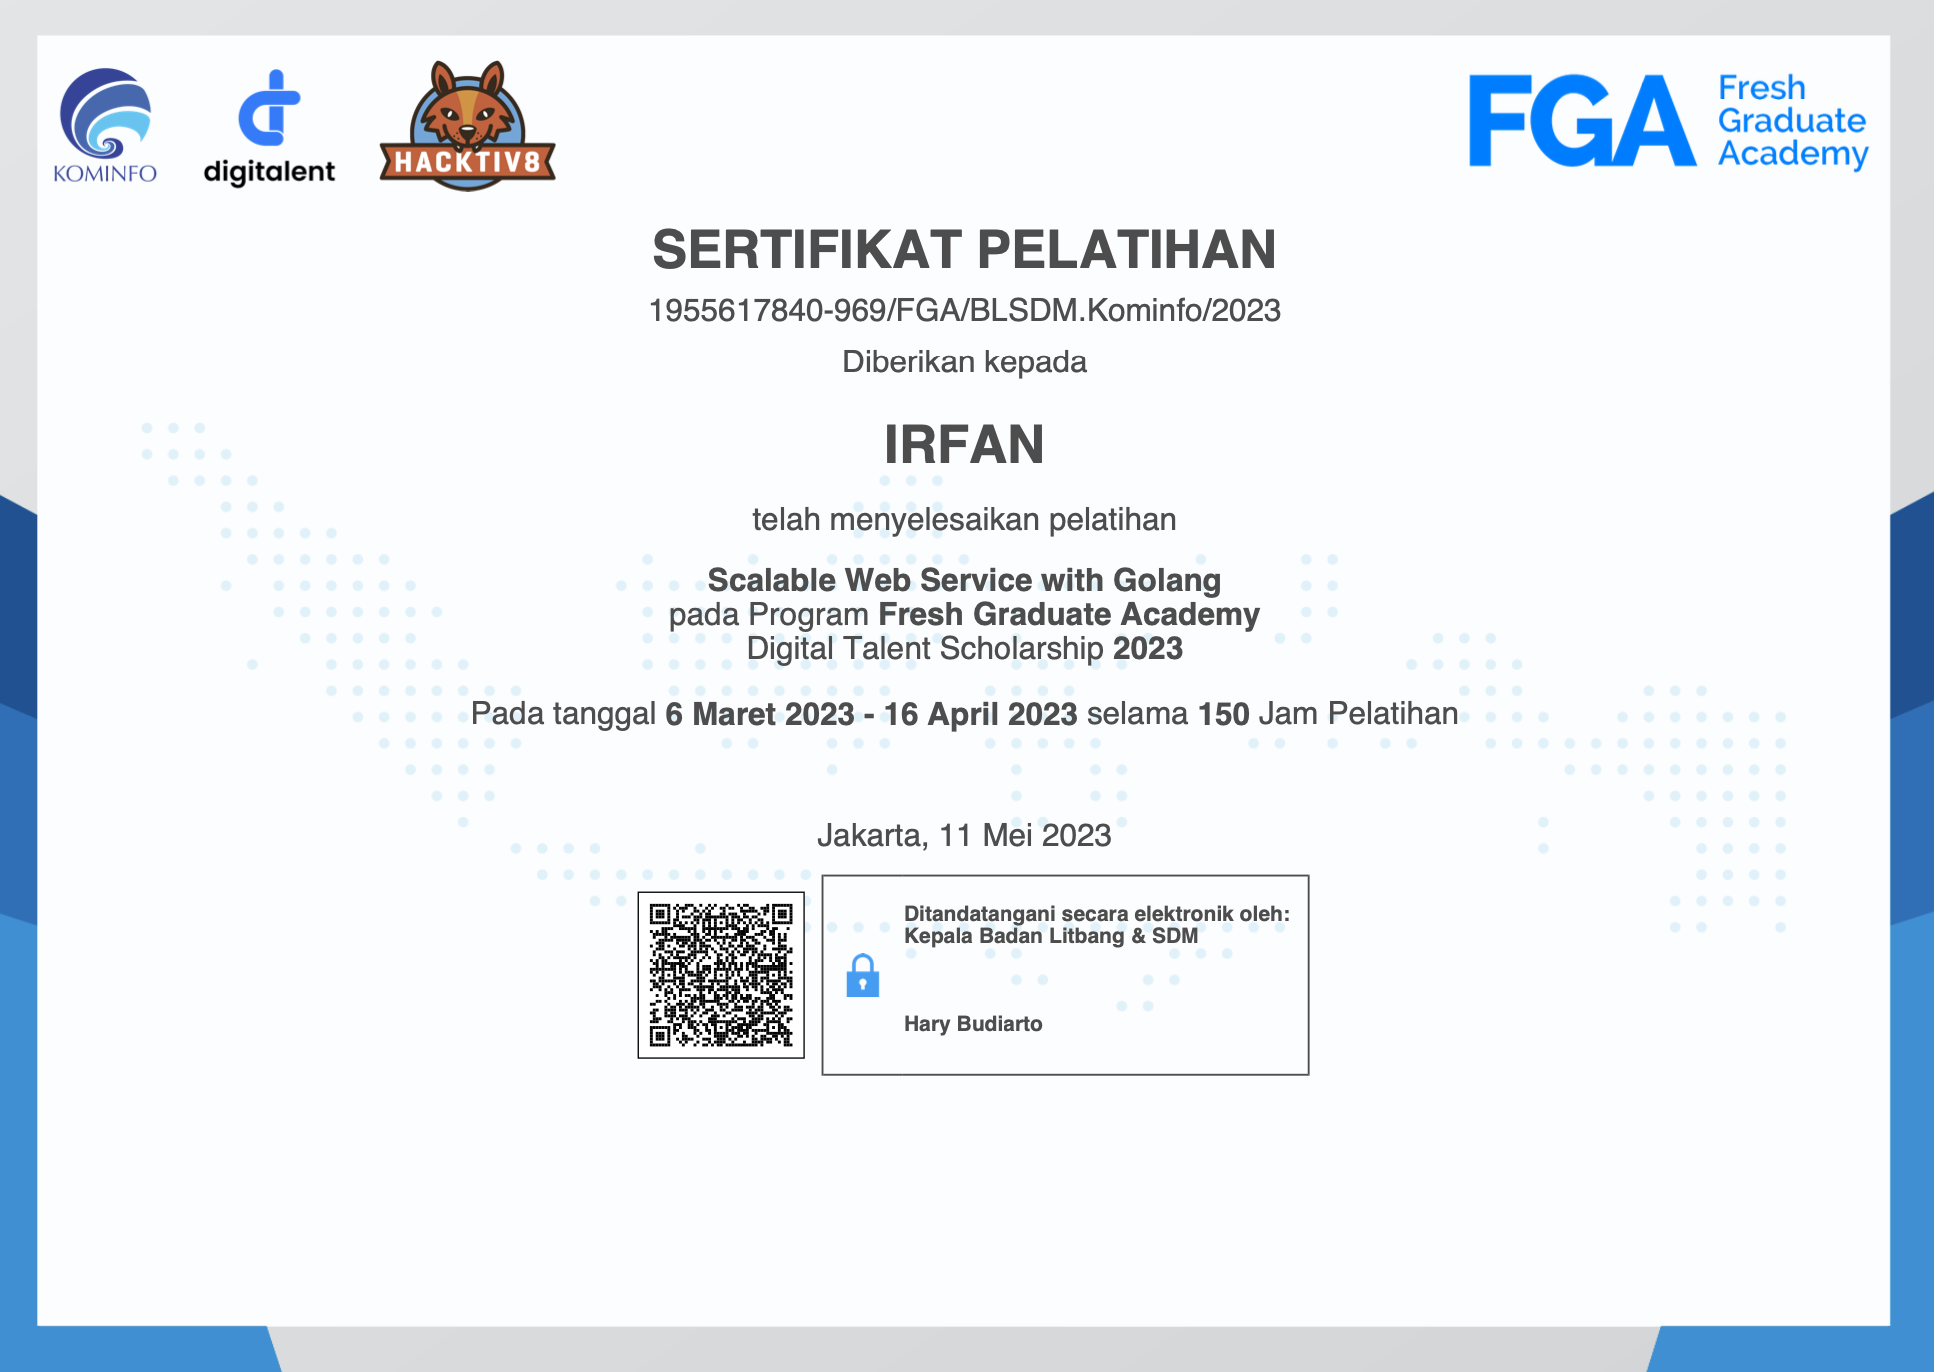 KOMINFO
digitalent
HACKTIV8
FGA
Fresh
Graduate
Academy
SERTIFIKAT PELATIHAN
1955617840-969/FGA/BLSDM.Kominfo/2023
Diberikan kepada
IRFAN
telah menyelesaikan pelatihan
Scalable Web Service with Golang
pada Program Fresh Graduate Academy
Digital Talent Scholarship 2023
Pada tanggal 6 Maret 2023 - 16 April 2023 selama 150 Jam Pelatihan
Jakarta, 11 Mei 2023
Ditandatangani secara elektronik oleh:
Kepala Badan Litbang & SDM
Hary Budiarto